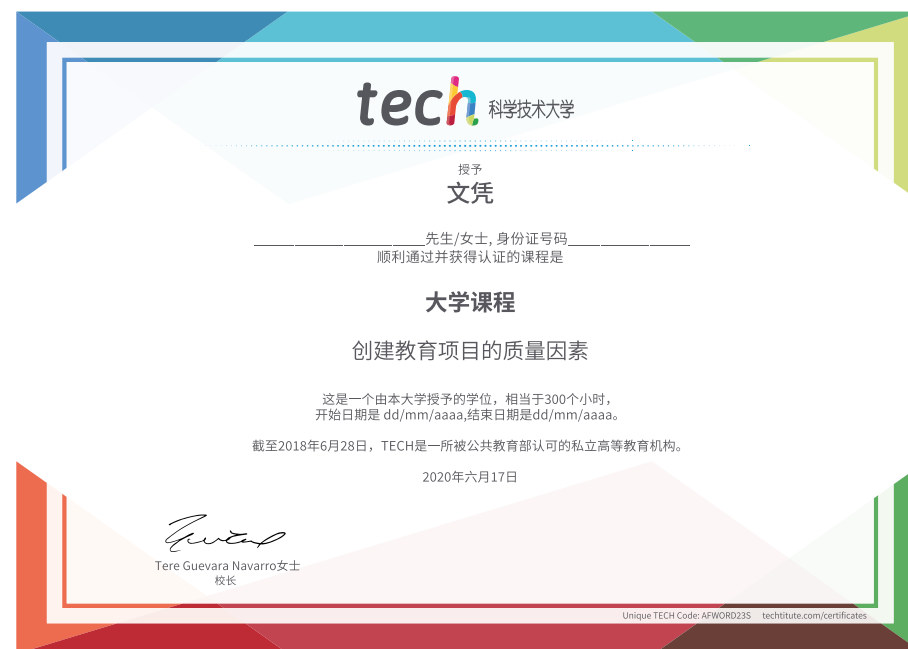 tech 科学技术大学
授予
文凭
先生/女士, 身份证号码
顺利通过并获得认证的课程是
大学课程
创建教育项目的质量因素
这是一个由本大学授予的学位，相当于300个小时，
开始日期是 dd/mm/aaaa,结束日期是dd/mm/aaaa。
截至2018年6月28日，TECH是一所被公共教育部认可的私立高等教育机构。
2020年六月17日
Tere Guevara Navarro女士
校长
Unique TECH Code: AFWORD23S techtitute.com/certificates